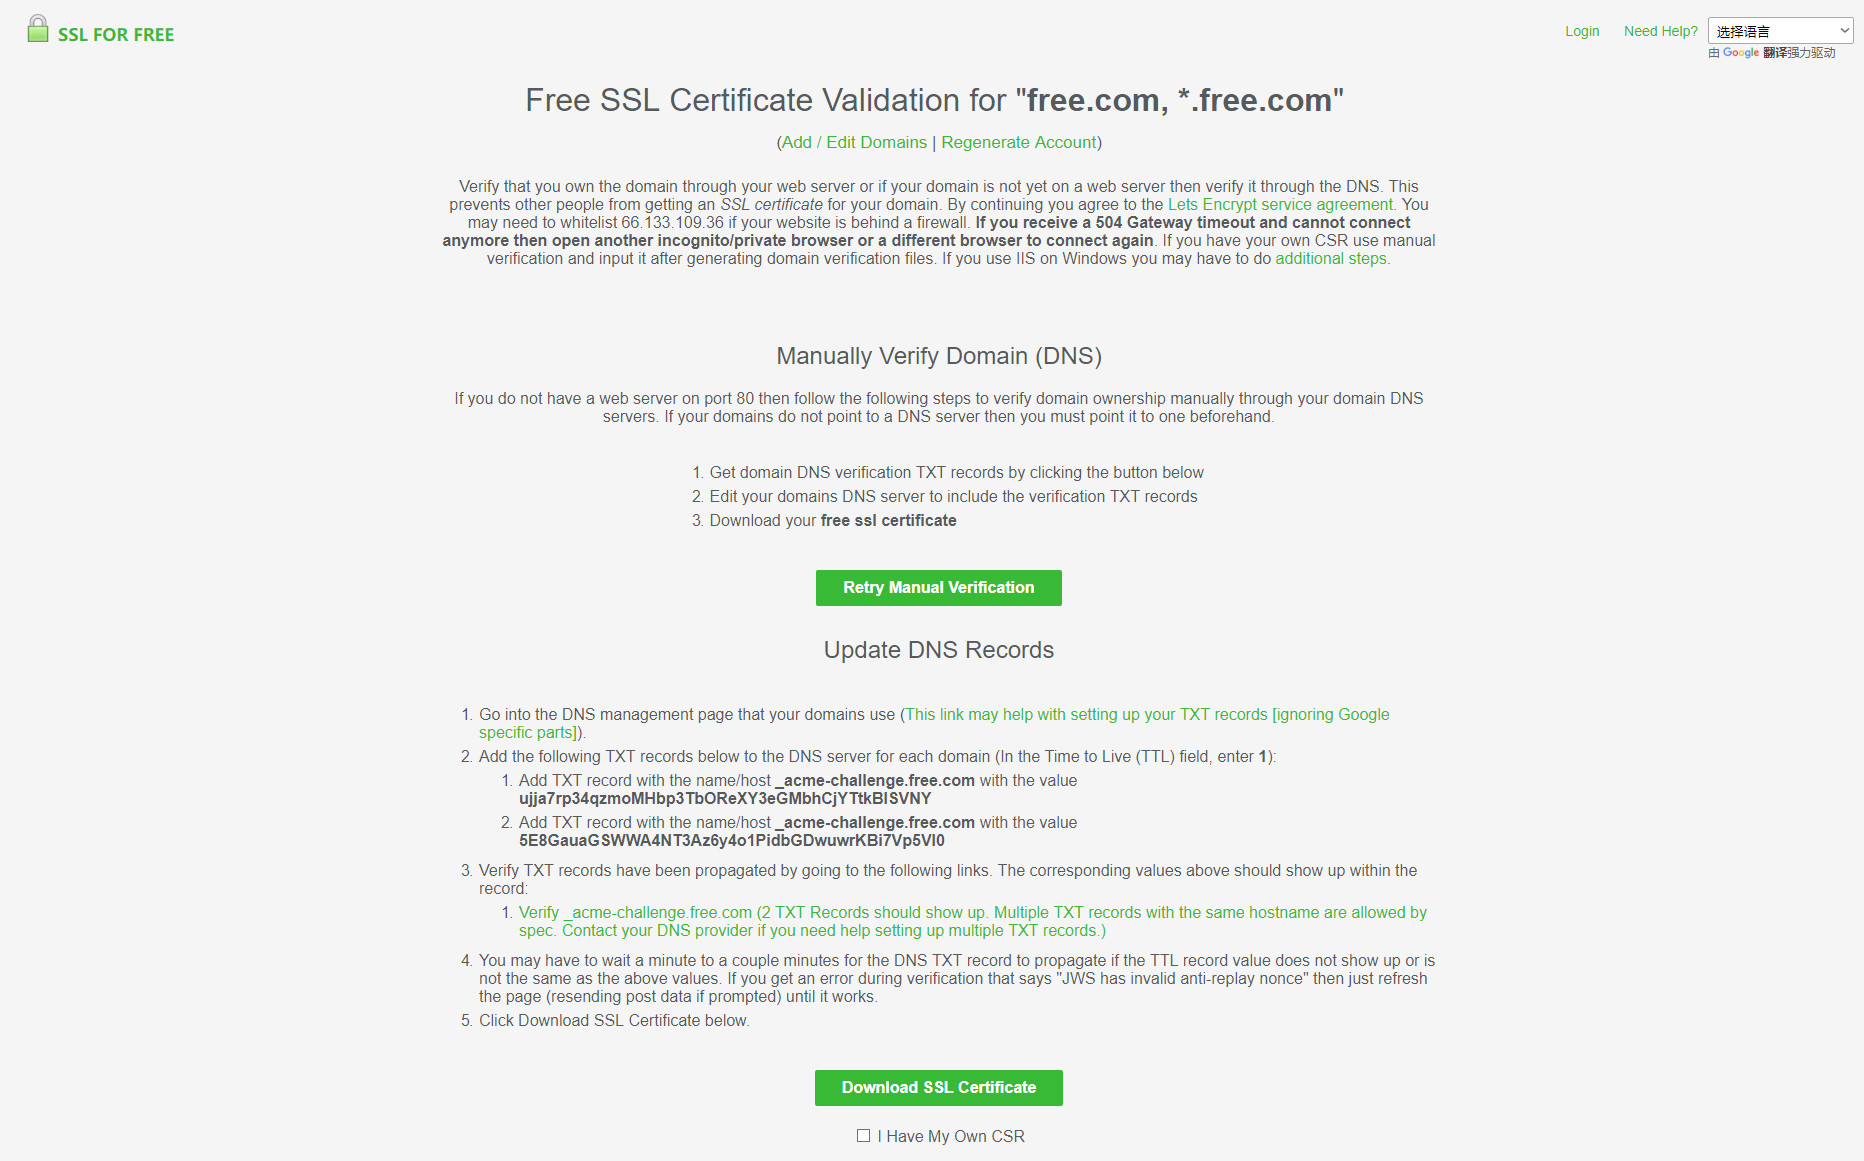 SSL FOR FREE
Login Need Help? 选择语言
由 Google 翻译强力驱动
Free SSL Certificate Validation for "free.com, *.free.com"
(Add / Edit Domains | Regenerate Account)
Verify that you own the domain through your web server or if your domain is not yet on a web server then verify it through the DNS. This
prevents other people from getting an SSL certificate for your domain. By continuing you agree to the Lets Encrypt service agreement. You
may need to whitelist 66.133.109.36 if your website is behind a firewall. If you receive a 504 Gateway timeout and cannot connect
anymore then open another incognito/private browser or a different browser to connect again. If you have your own CSR use manual
verification and input it after generating domain verification files. If you use IIS on Windows you may have to do additional steps.
Manually Verify Domain (DNS)
If you do not have a web server on port 80 then follow the following steps to verify domain ownership manually through your domain DNS
servers. If your domains do not point to a DNS server then you must point it to one beforehand.
1. Get domain DNS verification TXT records by clicking the button below
2. Edit your domains DNS server to include the verification TXT records
3. Download your free ssl certificate
Retry Manual Verification
Update DNS Records
1. Go into the DNS management page that your domains use (This link may help with setting up your TXT records [ignoring Google
specific parts]).
2. Add the following TXT records below to the DNS server for each domain (In the Time to Live (TTL) field, enter 1):
1. Add TXT record with the name/host _acme-challenge.free.com with the value
ujja7rp34qzmoMHbp3TbOReXY3eGMbhCjYTtkBISVNY
2. Add TXT record with the name/host _acme-challenge.free.com with the value
5E8GauaGSWWA4NT3Az6y4o1PidbGDwuwrKBi7Vp5VI0
3. Verify TXT records have been propagated by going to the following links. The corresponding values above should show up within the
record:
1. Verify _acme-challenge.free.com (2 TXT Records should show up. Multiple TXT records with the same hostname are allowed by
spec. Contact your DNS provider if you need help setting up multiple TXT records.)
4. You may have to wait a minute to a couple minutes for the DNS TXT record to propagate if the TTL record value does not show up or is
not the same as the above values. If you get an error during verification that says "JWS has invalid anti-replay nonce" then just refresh
the page (resending post data if prompted) until it works.
5. Click Download SSL Certificate below.
Download SSL Certificate
I Have My Own CSR